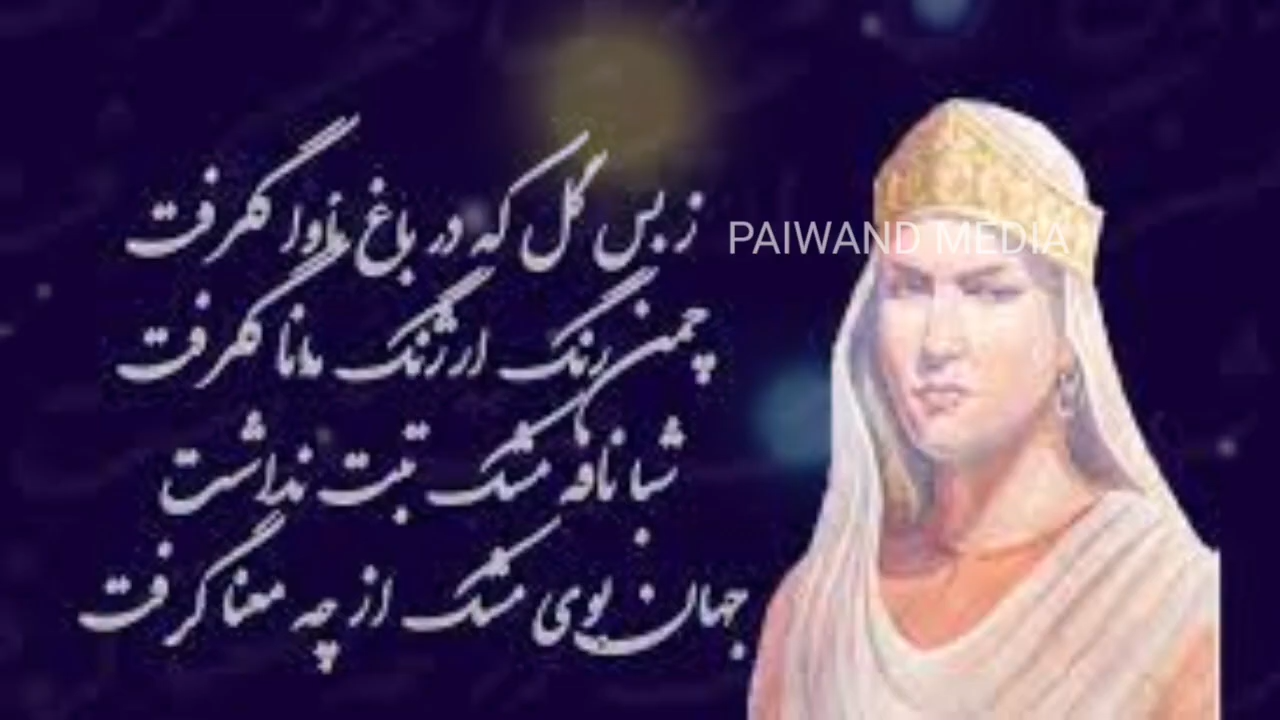 ز بس گل که در باغ مأوا گرفت
PAIWAND MEDIA
چمن رنگ ارژنگ مانا گرفت
شبا نافهٔ مشک تبت نداشت
جهان بوی مشک از چه معنا گرفت